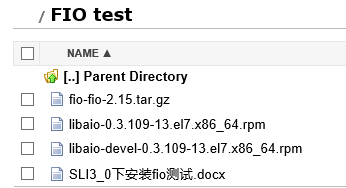 / FIO test
NAME ▲
[..] Parent Directory
fio-fio-2.15.tar.gz
libaio-0.3.109-13.el7.x86_64.rpm
libaio-devel-0.3.109-13.el7.x86_64.rpm
SLI3_0下安装fio测试.docx